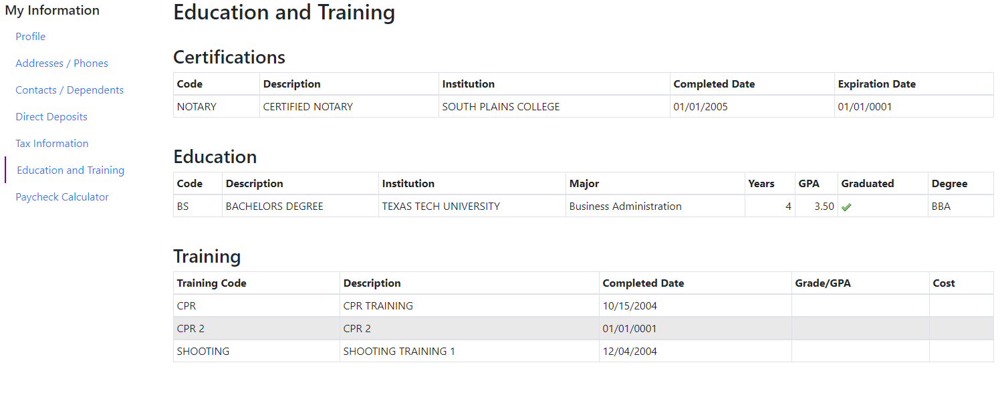 My Information
Profile
Addresses / Phones
Contacts / Dependents
Direct Deposits
Tax Information
Education and Training
Paycheck Calculator
Education and Training
Certifications
Code Description Institution Completed Date Expiration Date
NOTARY CERTIFIED NOTARY SOUTH PLAINS COLLEGE 01/01/2005 01/01/0001
Education
Code Description Institution Major Years GPA Graduated Degree
BS BACHELORS DEGREE TEXAS TECH UNIVERSITY Business Administration 4 3.50 BBA
Training
Training Code Description Completed Date Grade/GPA Cost
CPR CPR TRAINING 10/15/2004
CPR 2 CPR 2 01/01/0001
SHOOTING SHOOTING TRAINING 1 12/04/2004